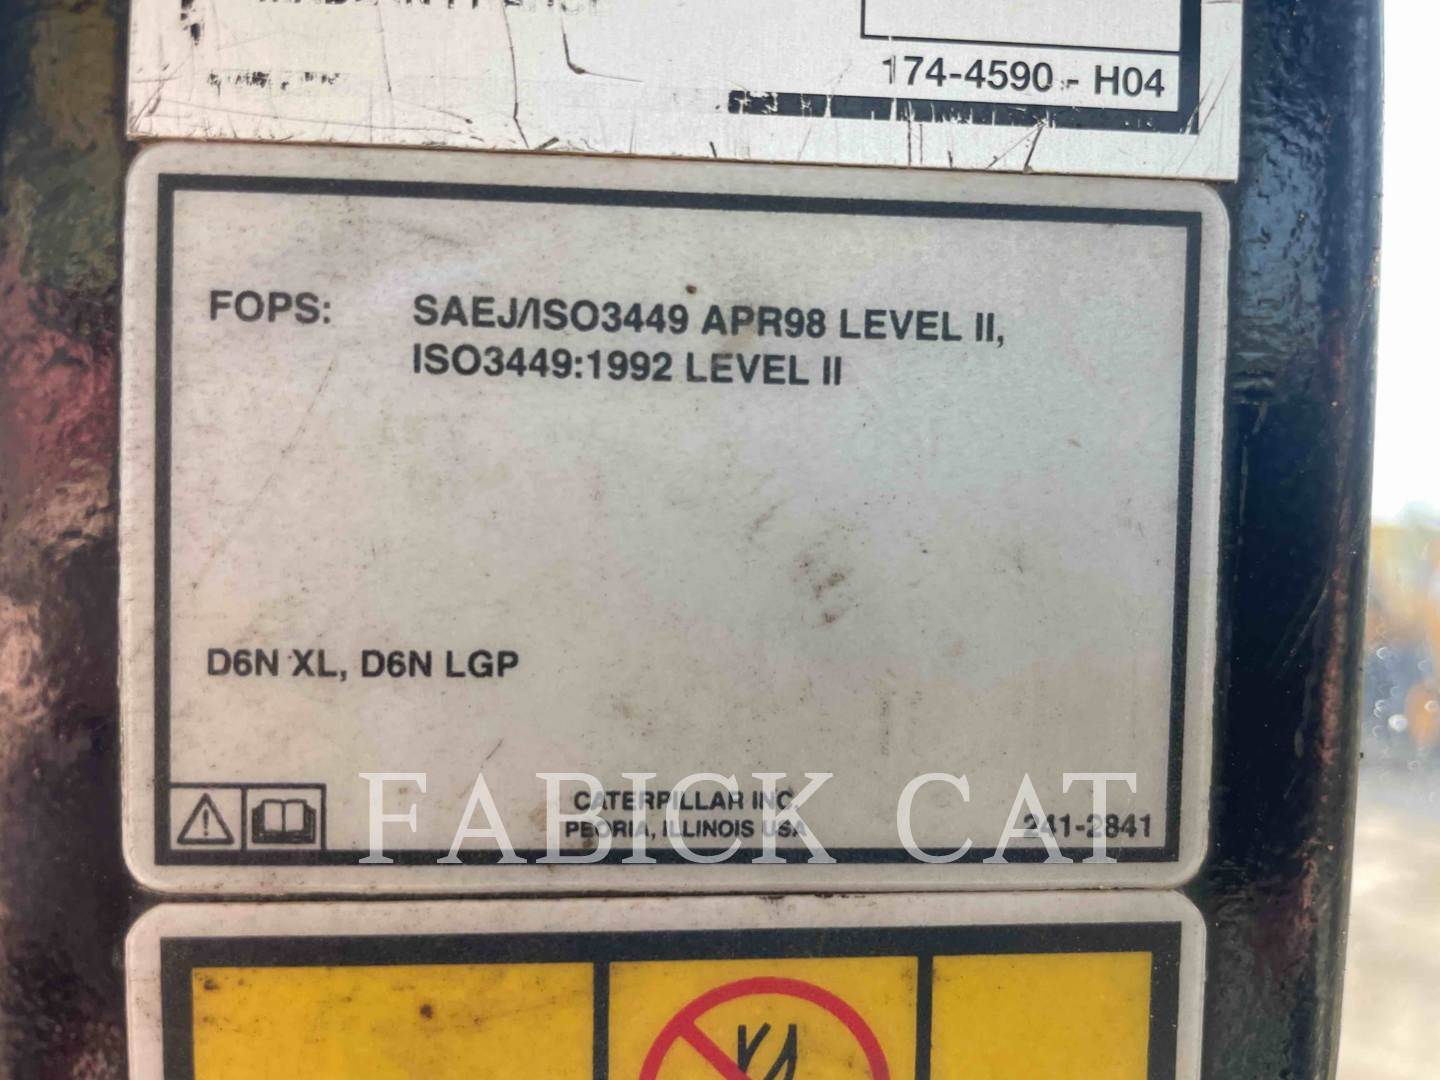 174-4590 - H04
FOPS: SAEJ/ISO3449 APR98 LEVEL II,
ISO3449:1992 LEVEL II
D6N XL, D6N LGP
CATERPILLAR INC.
PEORIA, ILLINOIS USA
241-2841
FABICK CAT